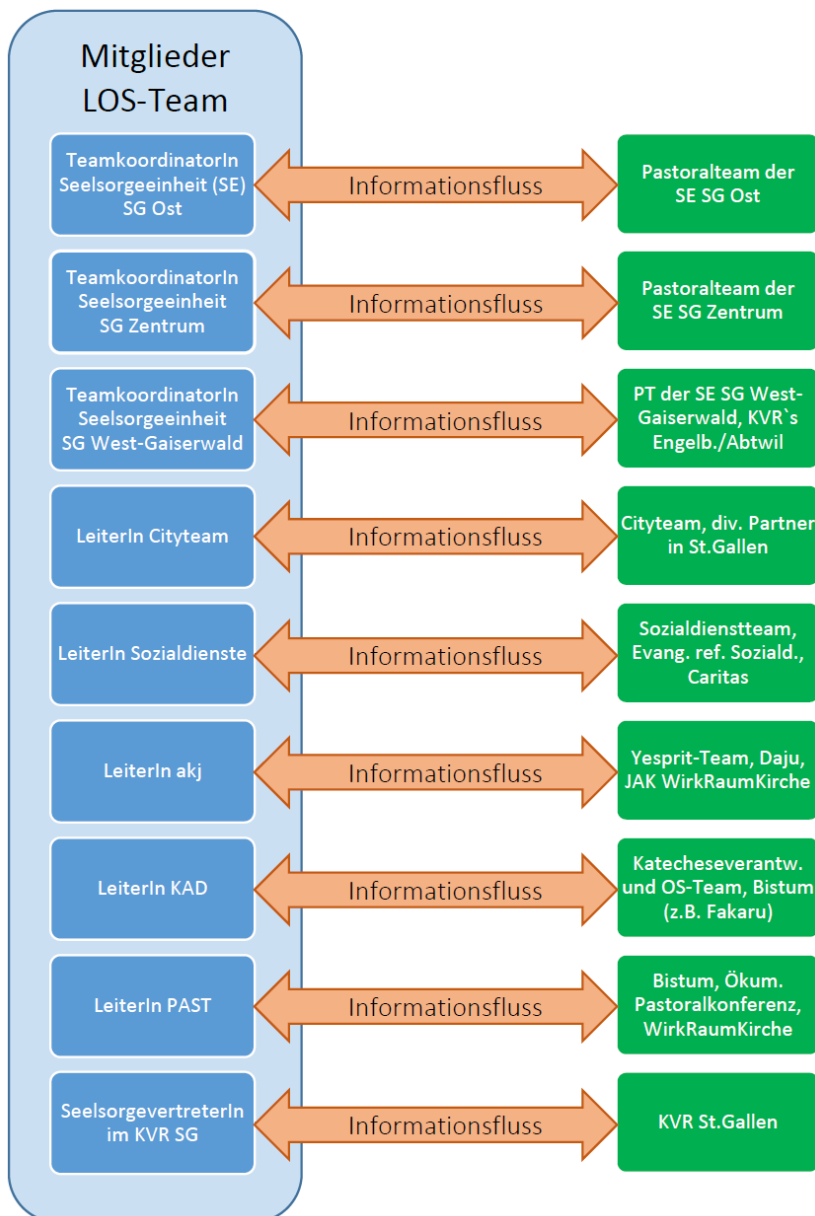 Mitglieder
LOS-Team
TeamkoordinatorIn
Seelsorgeeinheit (SE)
SG Ost
Informationsfluss
Pastoralteam der
SE SG Ost
TeamkoordinatorIn
Seelsorgeeinheit
SG Zentrum
Informationsfluss
Pastoralteam der
SE SG Zentrum
TeamkoordinatorIn
Seelsorgeeinheit
SG West-Gaiserwald
Informationsfluss
PT der SE SG West-
Gaiserwald, KVR`s
Engelb./Abtwil
LeiterIn Cityteam
Informationsfluss
Cityteam, div. Partner
in St.Gallen
LeiterIn Sozialdienste
Informationsfluss
Sozialdienstteam,
Evang. ref. Soziald.,
Caritas
LeiterIn akj
Informationsfluss
Yesprit-Team, Daju,
JAK WirkRaumKirche
LeiterIn KAD
Informationsfluss
Katecheseverantw.
und OS-Team, Bistum
(z.B. Fakaru)
LeiterIn PAST
Informationsfluss
Bistum, Ökum.
Pastoralkonferenz,
WirkRaumKirche
SeelsorgevertreterIn
im KVR SG
Informationsfluss
KVR St.Gallen